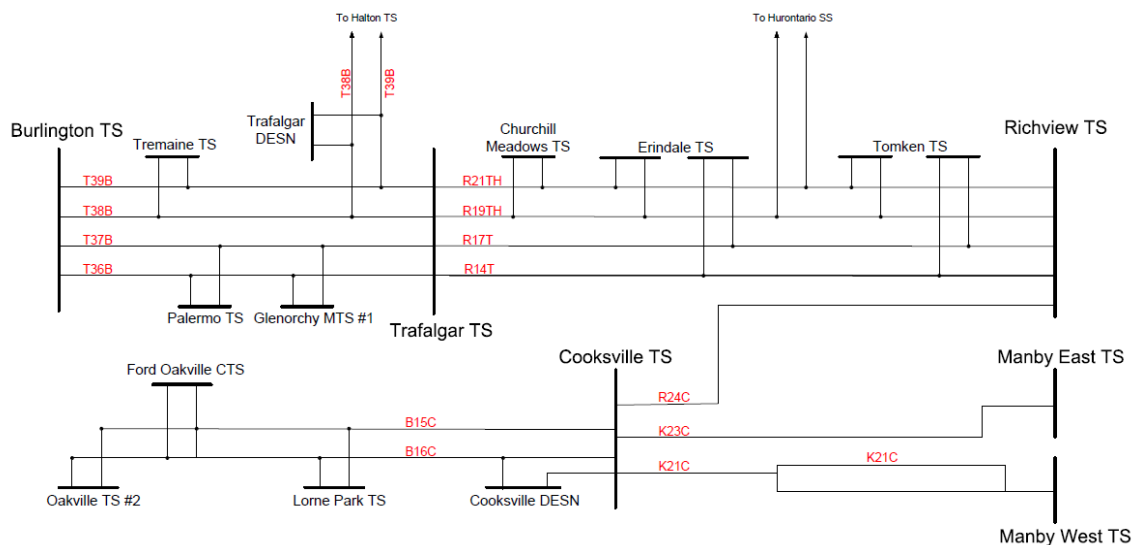 To Halton TS
To Hurontario SS
T38B
T39B
Burlington TS
Tremaine TS
Trafalgar
DESN
Churchill
Meadows TS
Erindale TS
Tomken TS
Richview TS
T39B
R21TH
T38B
R19TH
T37B
R17T
T36B
R14T
Palermo TS
Glenorchy MTS #1
Trafalgar TS
Ford Oakville CTS
Cooksville TS
Manby East TS
R24C
B15C
K23C
B16C
K21C
K21C
Oakville TS #2
Lorne Park TS
Cooksville DESN
Manby West TS